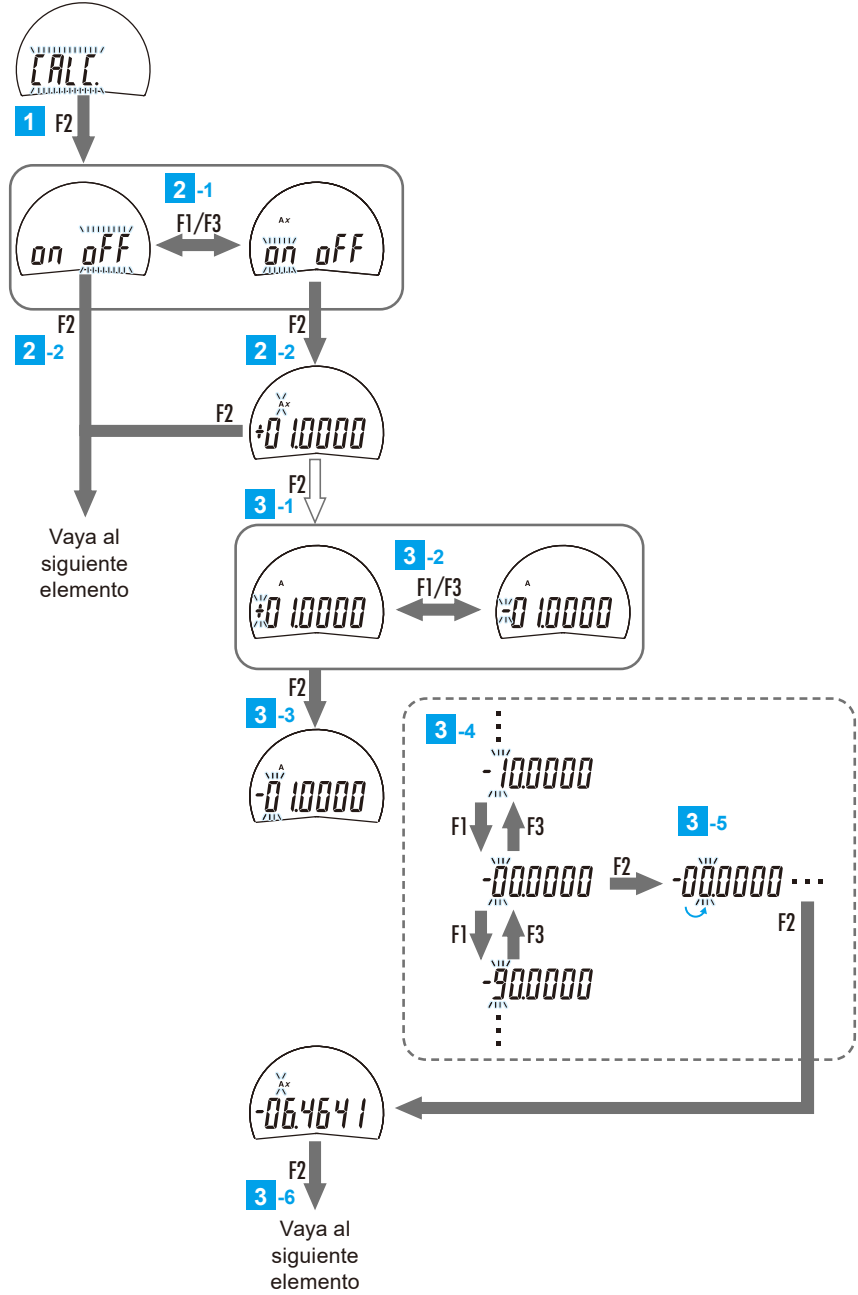 CALC.
1 F2
2 -1
F1/F3
on oFF
Ax
on oFF
F2
2 -2
F2
2 -2
F2
Ax
+01.0000
F2
3 -1
Vaya al
siguiente
elemento
3 -2
F1/F3
A
+01.0000
A
-01.0000
F2
3 -3
A
-01.0000
3 -4
-10.0000
F1 F3
-00.0000
F2
3 -5
-00.0000
F1 F3
-90.0000
F2
Ax
-06.4641
F2
3 -6
Vaya al
siguiente
elemento